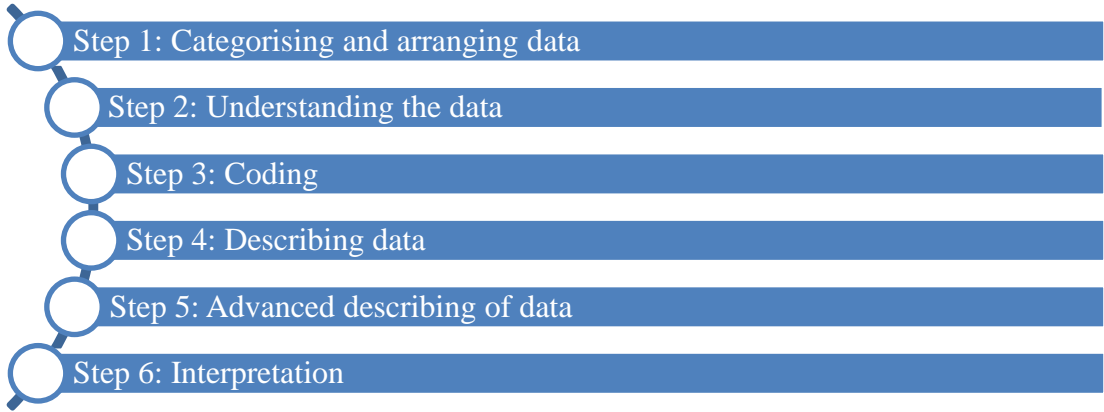 Step 1: Categorising and arranging data
Step 2: Understanding the data
Step 3: Coding
Step 4: Describing data
Step 5: Advanced describing of data
Step 6: Interpretation